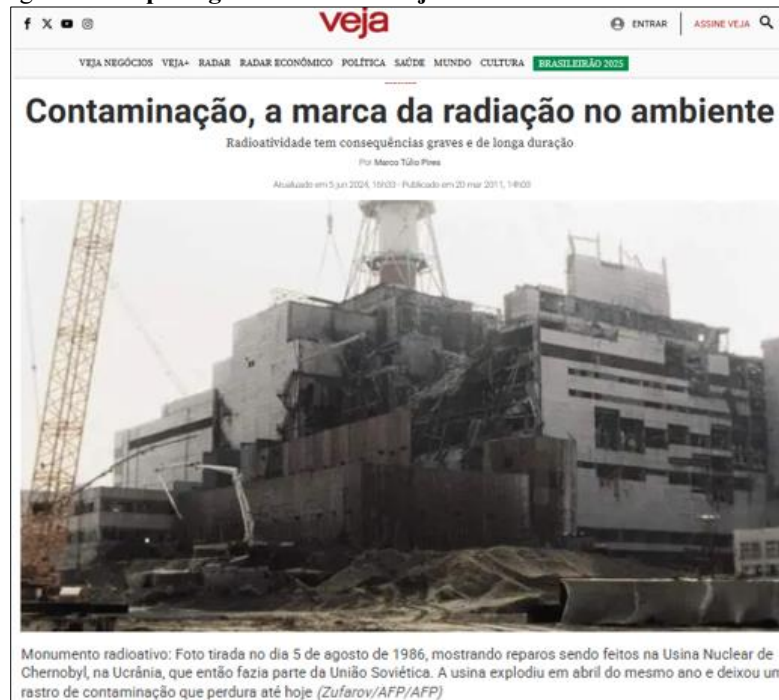 veja
ENTRAR
ASSINE VEJA
VEJA NEGÓCIOS VEJA+ RADAR RADAR ECONÔMICO POLÍTICA SAÚDE MUNDO CULTURA BRASILEIRÃO 2025
Contaminação, a marca da radiação no ambiente
Radioatividade tem consequências graves e de longa duração
Por Marco Túlio Pires
Atualizado em 5 jun 2024, 16h03 - Publicado em 20 mar 2011, 14h03
Monumento radioativo: Foto tirada no dia 5 de agosto de 1986, mostrando reparos sendo feitos na Usina Nuclear de
Chernobyl, na Ucrânia, que então fazia parte da União Soviética. A usina explodiu em abril do mesmo ano e deixou
rastro de contaminação que perdura até hoje (Zufarov/AFP/AFP)